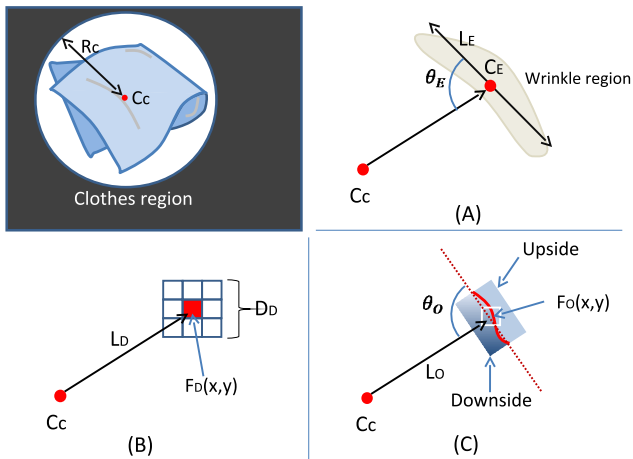 Rc
Cc
Clothes region
LE
CE
θE
Wrinkle region
Cc
(A)
DD
LD
FD(x,y)
Cc
(B)
Upside
θO
FO(x,y)
LO
Downside
Cc
(C)